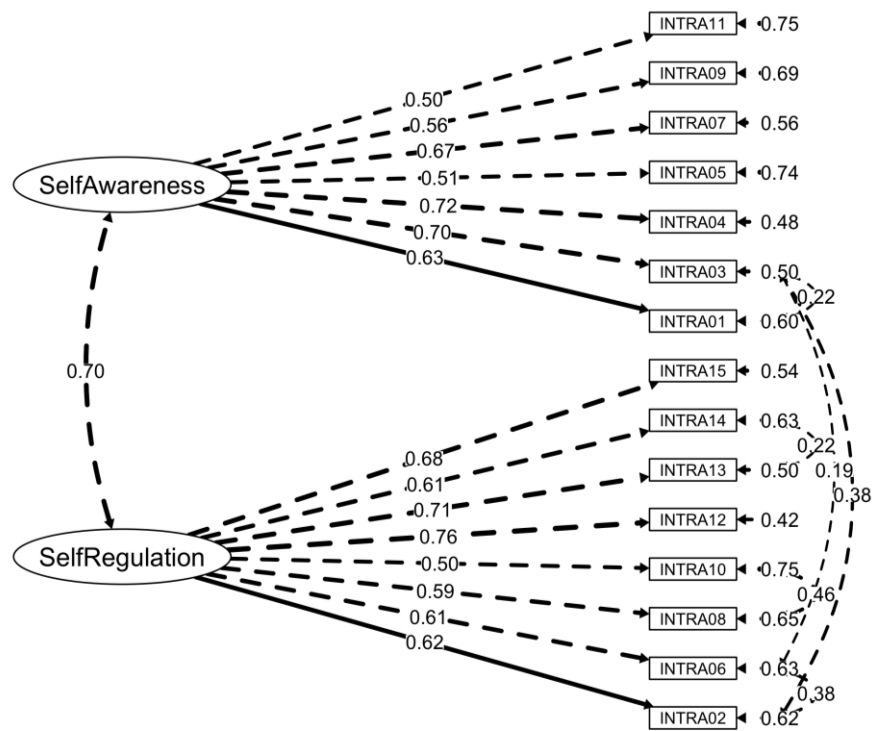 INTRA11 0.75
0.50
INTRA09 0.69
0.56
INTRA07 0.56
0.67
SelfAwareness
INTRA05 0.74
0.51
INTRA04 0.48
0.72
INTRA03 0.50
0.70
0.22
0.63
INTRA01 0.60
0.70
INTRA15 0.54
INTRA14 0.63
0.68
0.22
0.61
INTRA13 0.50
0.19
0.71
0.38
INTRA12 0.42
0.76
SelfRegulation
INTRA10 0.75
0.50
0.46
0.59
INTRA08 0.65
0.61
0.62
INTRA06 0.63
0.38
INTRA02 0.62